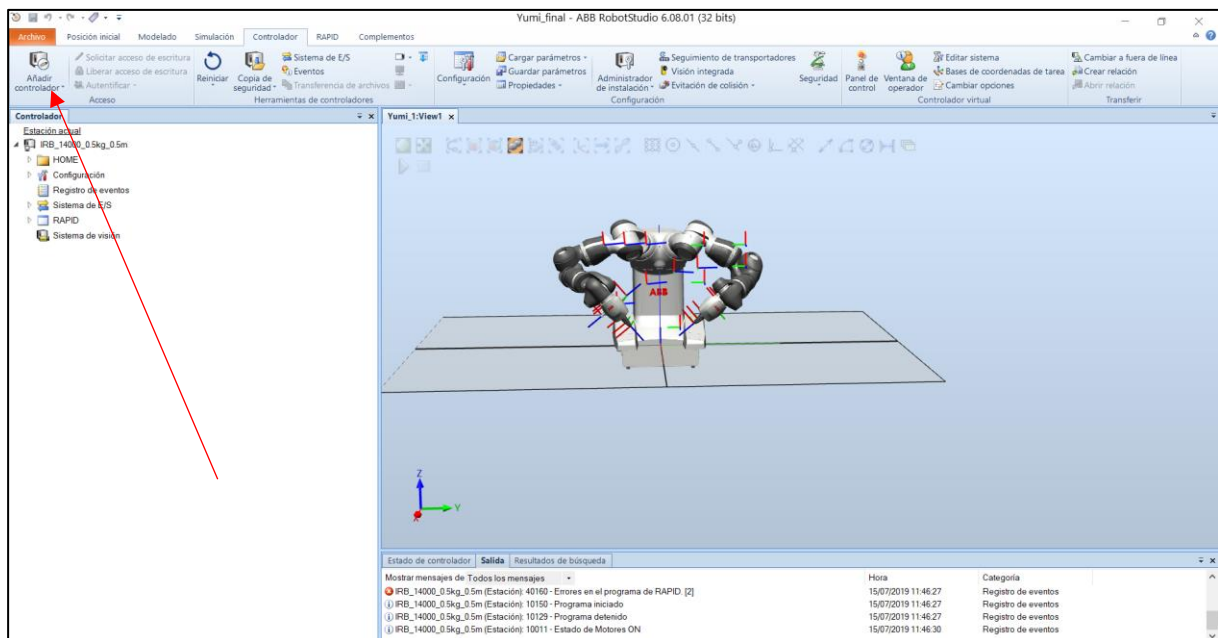 Yumi_final - ABB RobotStudio 6.08.01 (32 bits)
Archivo Posición inicial Modelado Simulación Controlador RAPID Complementos
Añadir controlador
Solicitar acceso de escritura
Liberar acceso de escritura
Autentificar
Acceso
Reiniciar
Copia de seguridad
Sistema de E/S
Eventos
Transferencia de archivos
Herramientas de controladores
Configuración
Cargar parámetros
Guardar parámetros
Propiedades
Administrador de instalación
Seguimiento de transportadores
Visión integrada
Evitación de colisión
Configuración
Seguridad
Panel de control
Ventana de operador
Editar sistema
Bases de coordenadas de tarea
Cambiar opciones
Controlador virtual
Cambiar a fuera de línea
Crear relación
Abrir relación
Transferir
Controlador
Estación actual
IRB_14000_0.5kg_0.5m
HOME
Configuración
Registro de eventos
Sistema de E/S
RAPID
Sistema de visión
Yumi_1:View1
ABB
Z
Y
X
Estado de controlador Salida Resultados de búsqueda
Mostrar mensajes de Todos los mensajes Hora Categoría
IRB_14000_0.5kg_0.5m (Estación): 40160 - Errores en el programa de RAPID. [2] 15/07/2019 11:46:27 Registro de eventos
IRB_14000_0.5kg_0.5m (Estación): 10150 - Programa iniciado 15/07/2019 11:46:27 Registro de eventos
IRB_14000_0.5kg_0.5m (Estación): 10129 - Programa detenido 15/07/2019 11:46:27 Registro de eventos
IRB_14000_0.5kg_0.5m (Estación): 10011 - Estado de Motores ON 15/07/2019 11:46:30 Registro de eventos